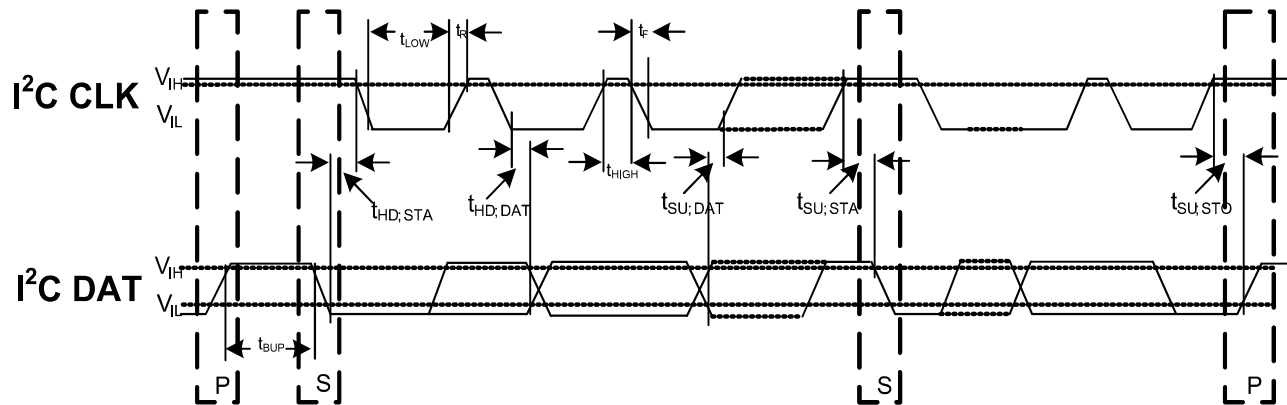 tLOW
tR
tF
I²C CLK
VIH
VIL
tHD; STA
tHD; DAT
tHIGH
tSU; DAT
tSU; STA
tSU; STO
I²C DAT
VIH
VIL
tBUP
P
S
S
P